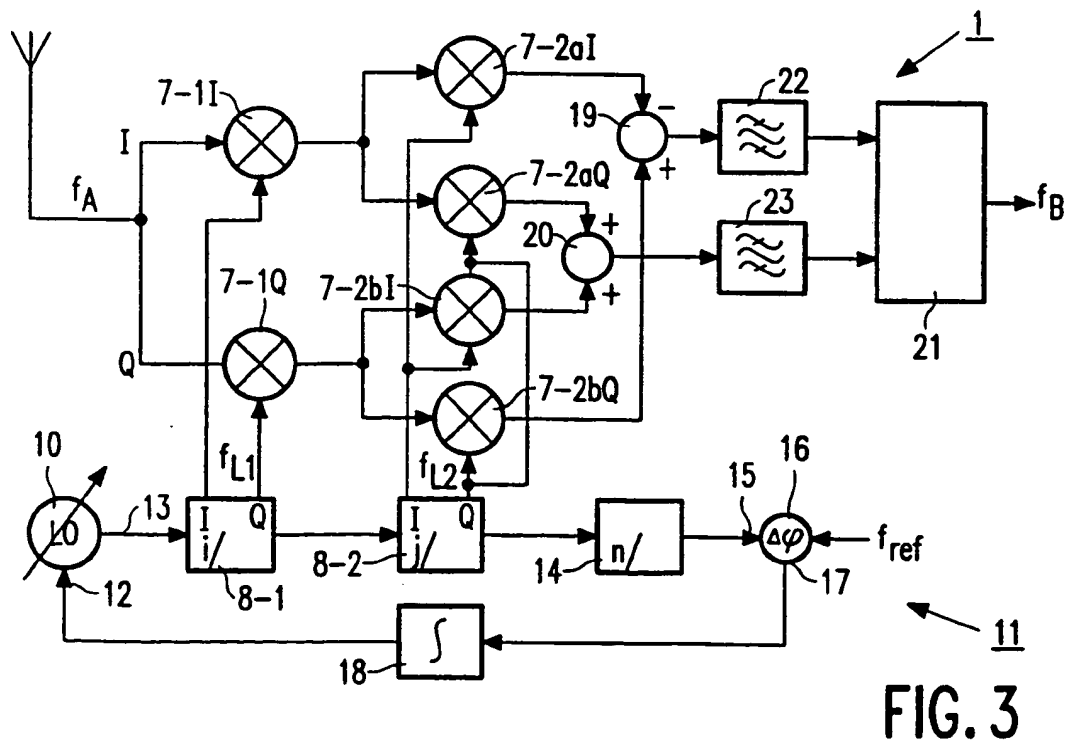 1
7-2aI
7-1I
22
19
−
+
I
f_A
7-2aQ
23
f_B
20
+
+
7-1Q
7-2bI
21
Q
7-2bQ
10
f_L1
f_L2
16
15
LO
13
I
Q
i/
I
Q
j/
n/
Δφ
f_ref
12
8-1
8-2
14
17
11
18
∫
FIG. 3